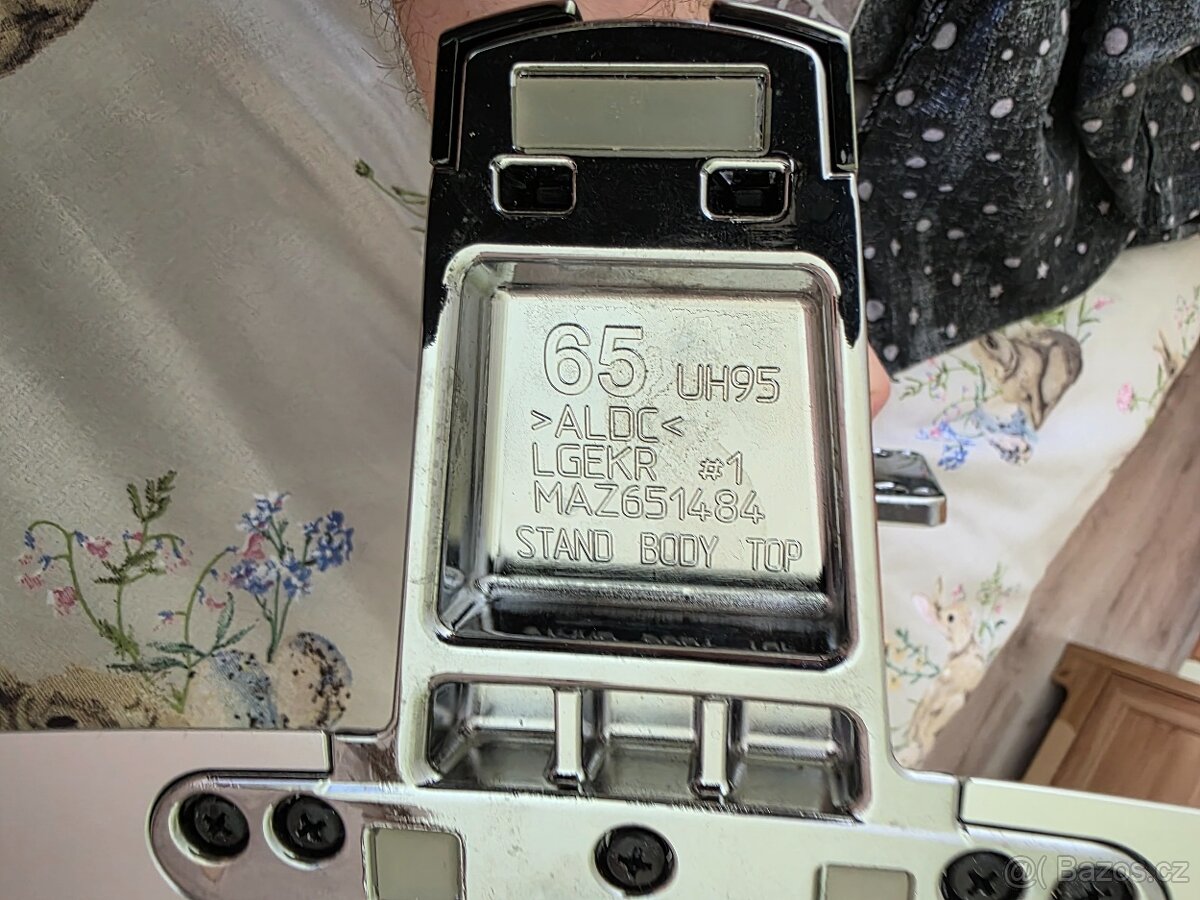 65 UH95
>ALDC<
LGEKR #1
MAZ651484
STAND BODY TOP
@( Bazos.cz